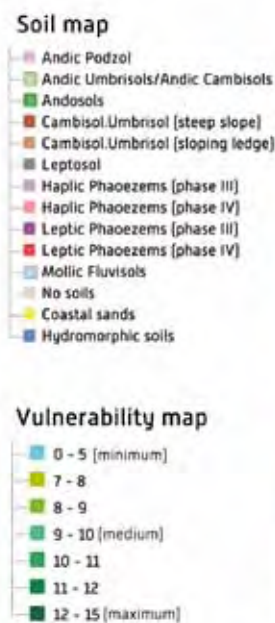 Soil map
Andic Podzol
Andic Umbrisols/Andic Cambisols
Andosols
Cambisol.Umbrisol (steep slope)
Cambisol.Umbrisol (sloping ledge)
Leptosol
Haplic Phaoezems (phase III)
Haplic Phaoezems (phase IV)
Leptic Phaoezems (phase III)
Leptic Phaoezems (phase IV)
Mollic Fluvisols
No soils
Coastal sands
Hydromorphic soils
Vulnerability map
0 - 5 (minimum)
7 - 8
8 - 9
9 - 10 (medium)
10 - 11
11 - 12
12 - 15 (maximum)